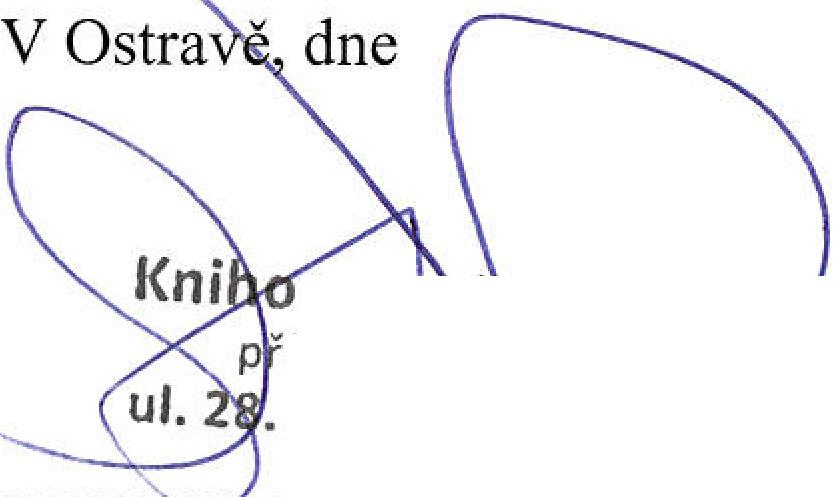 V Ostravě, dne
Kniho
př
ul. 28.